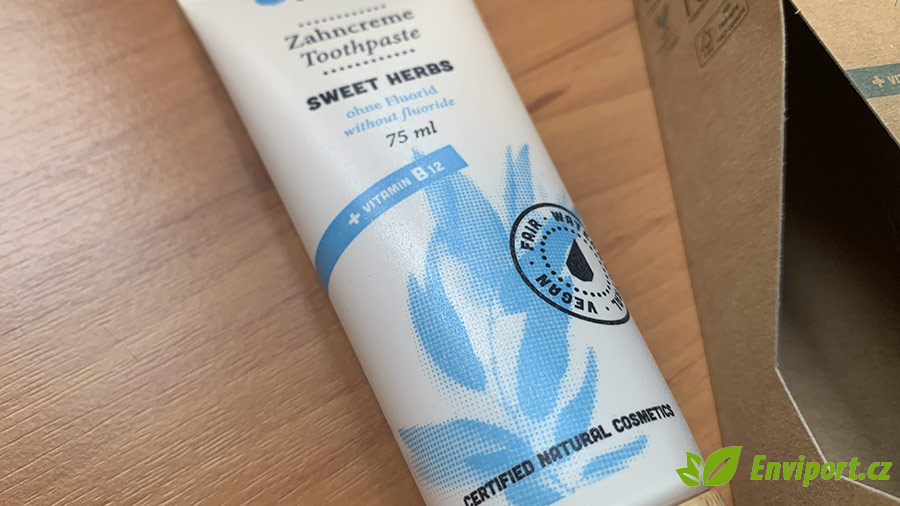 Zahncreme
Toothpaste
SWEET HERBS
ohne Fluorid
without fluoride
75 ml
+ VITAMIN B12
VEGAN · FAIR ·
CERTIFIED NATURAL COSMETICS
Enviport.cz